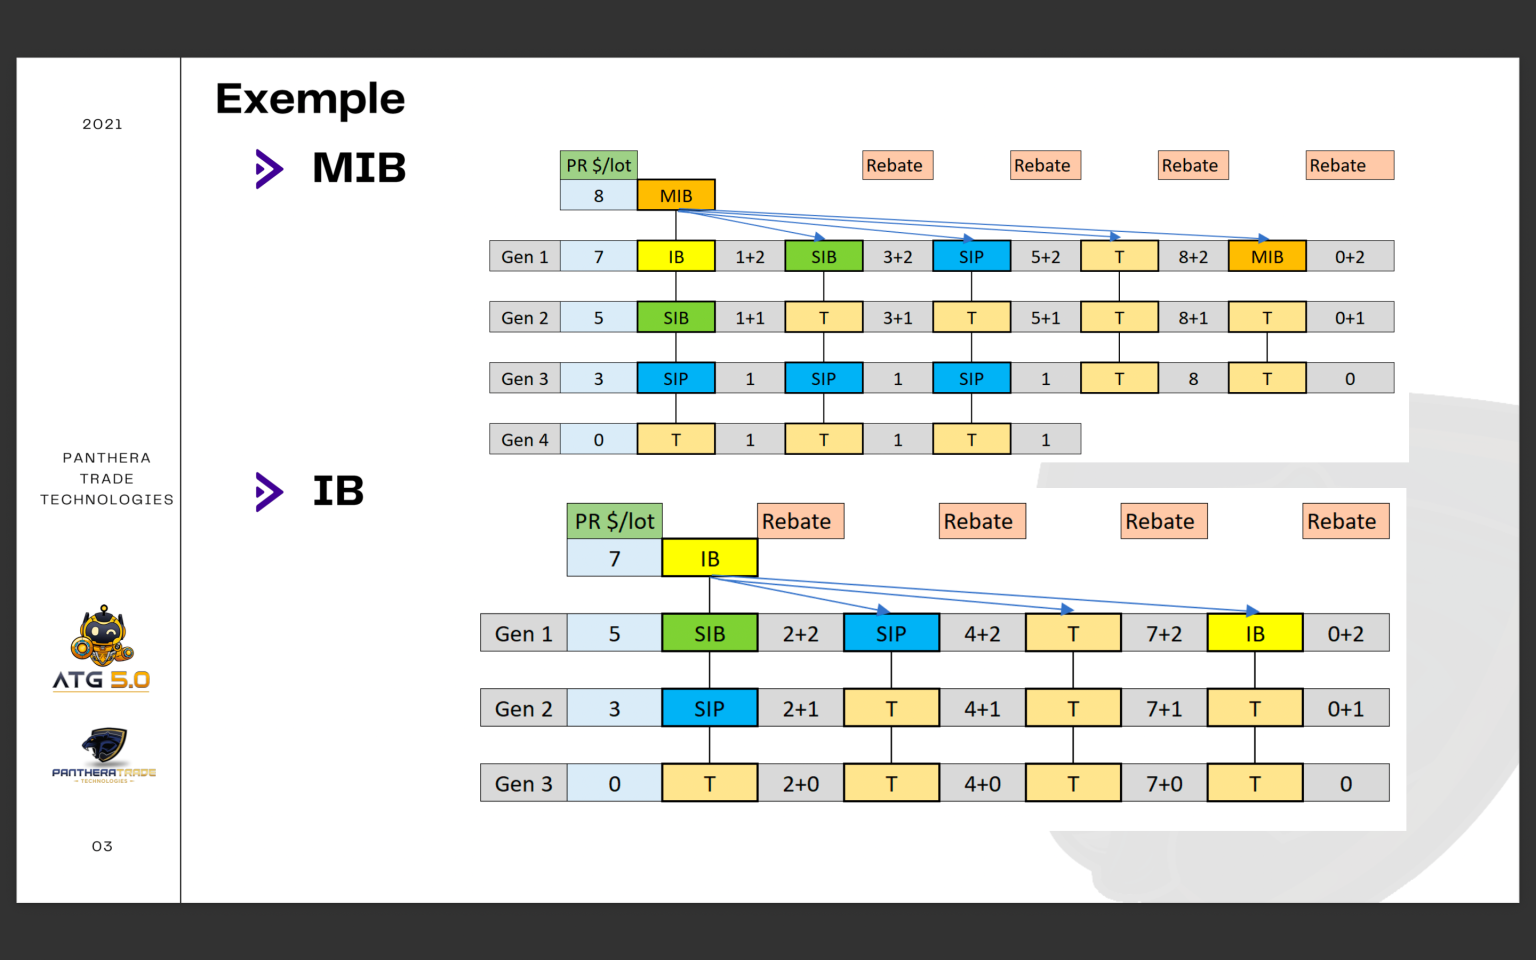 2021
Exemple
MIB
PR $/lot Rebate Rebate Rebate Rebate
8 MIB
Gen 1 7 IB 1+2 SIB 3+2 SIP 5+2 T 8+2 MIB 0+2
Gen 2 5 SIB 1+1 T 3+1 T 5+1 T 8+1 T 0+1
Gen 3 3 SIP 1 SIP 1 SIP 1 T 8 T 0
Gen 4 0 T 1 T 1 T 1
PANTHERA
TRADE
TECHNOLOGIES
IB
PR $/lot Rebate Rebate Rebate Rebate
7 IB
Gen 1 5 SIB 2+2 SIP 4+2 T 7+2 IB 0+2
Gen 2 3 SIP 2+1 T 4+1 T 7+1 T 0+1
Gen 3 0 T 2+0 T 4+0 T 7+0 T 0
ATG 5.0
PANTHERATRADE
TECHNOLOGIES
03